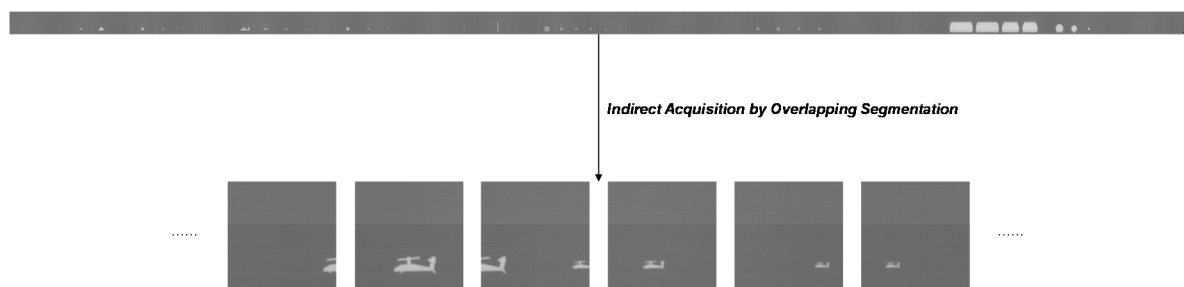 Indirect Acquisition by Overlapping Segmentation
...... ......